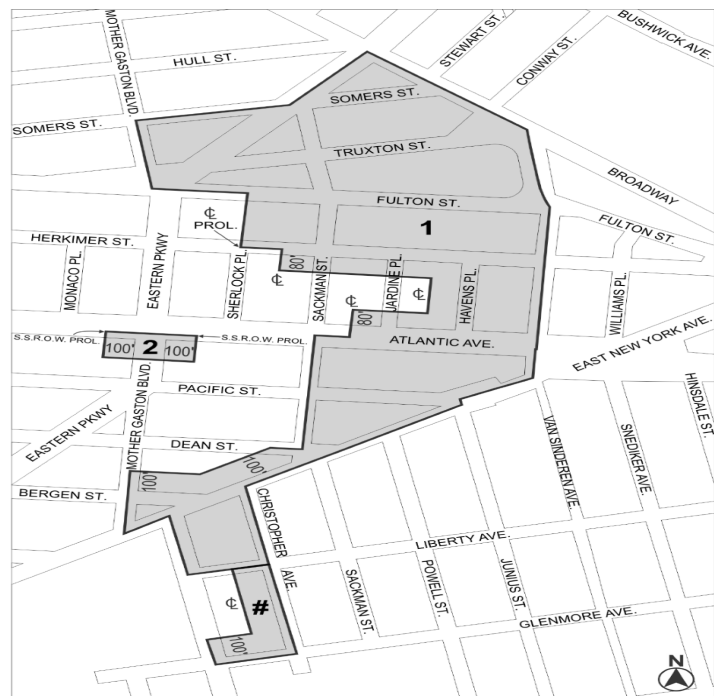 MOTHER GASTON BLVD.
HULL ST.
STEWART ST.
CONWAY ST.
BUSHWICK AVE.
SOMERS ST.
SOMERS ST.
TRUXTON ST.
BROADWAY
FULTON ST.
1
FULTON ST.
℄
PROL.
HERKIMER ST.
MONACO PL.
EASTERN PKWY
SHERLOCK PL.
℄
80'
SACKMAN ST.
℄
JARDINE PL.
℄
HAVENS PL.
WILLIAMS PL.
80'
ATLANTIC AVE.
EAST NEW YORK AVE.
S.S.R.O.W. PROL.
100' 2 100'
S.S.R.O.W. PROL.
MOTHER GASTON BLVD.
PACIFIC ST.
EASTERN PKWY
DEAN ST.
100'
100'
BERGEN ST.
CHRISTOPHER AVE.
VAN SINDEREN AVE.
SNEDIKER AVE.
HINSDALE ST.
LIBERTY AVE.
SACKMAN ST.
POWELL ST.
JUNIUS ST.
GLENMORE AVE.
℄
#
100'
N